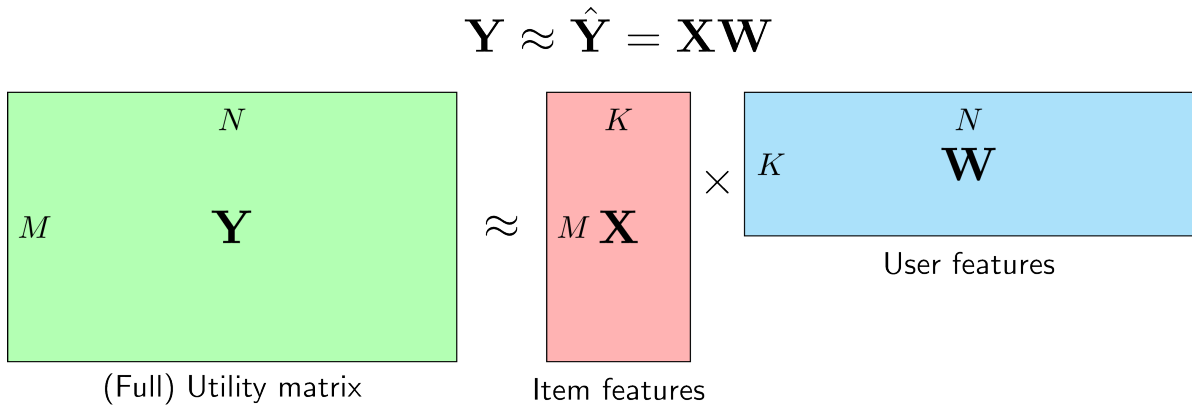 Y ≈ Ŷ = XW
N
M
Y
≈
K
M
X
×
N
K
W
(Full) Utility matrix
Item features
User features